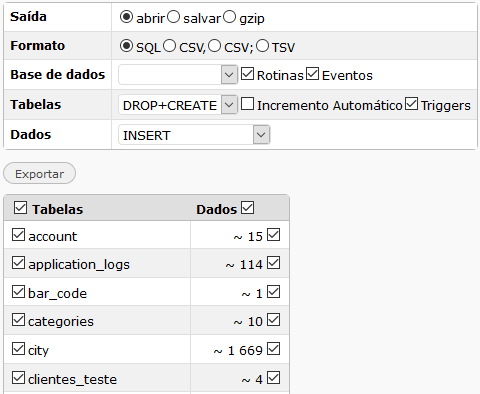 Saída abrir salvar gzip
Formato SQL CSV, CSV; TSV
Base de dados Rotinas Eventos
Tabelas DROP+CREATE Incremento Automático Triggers
Dados INSERT
Exportar
Tabelas Dados
account ~ 15
application_logs ~ 114
bar_code ~ 1
categories ~ 10
city ~ 1 669
clientes_teste ~ 4